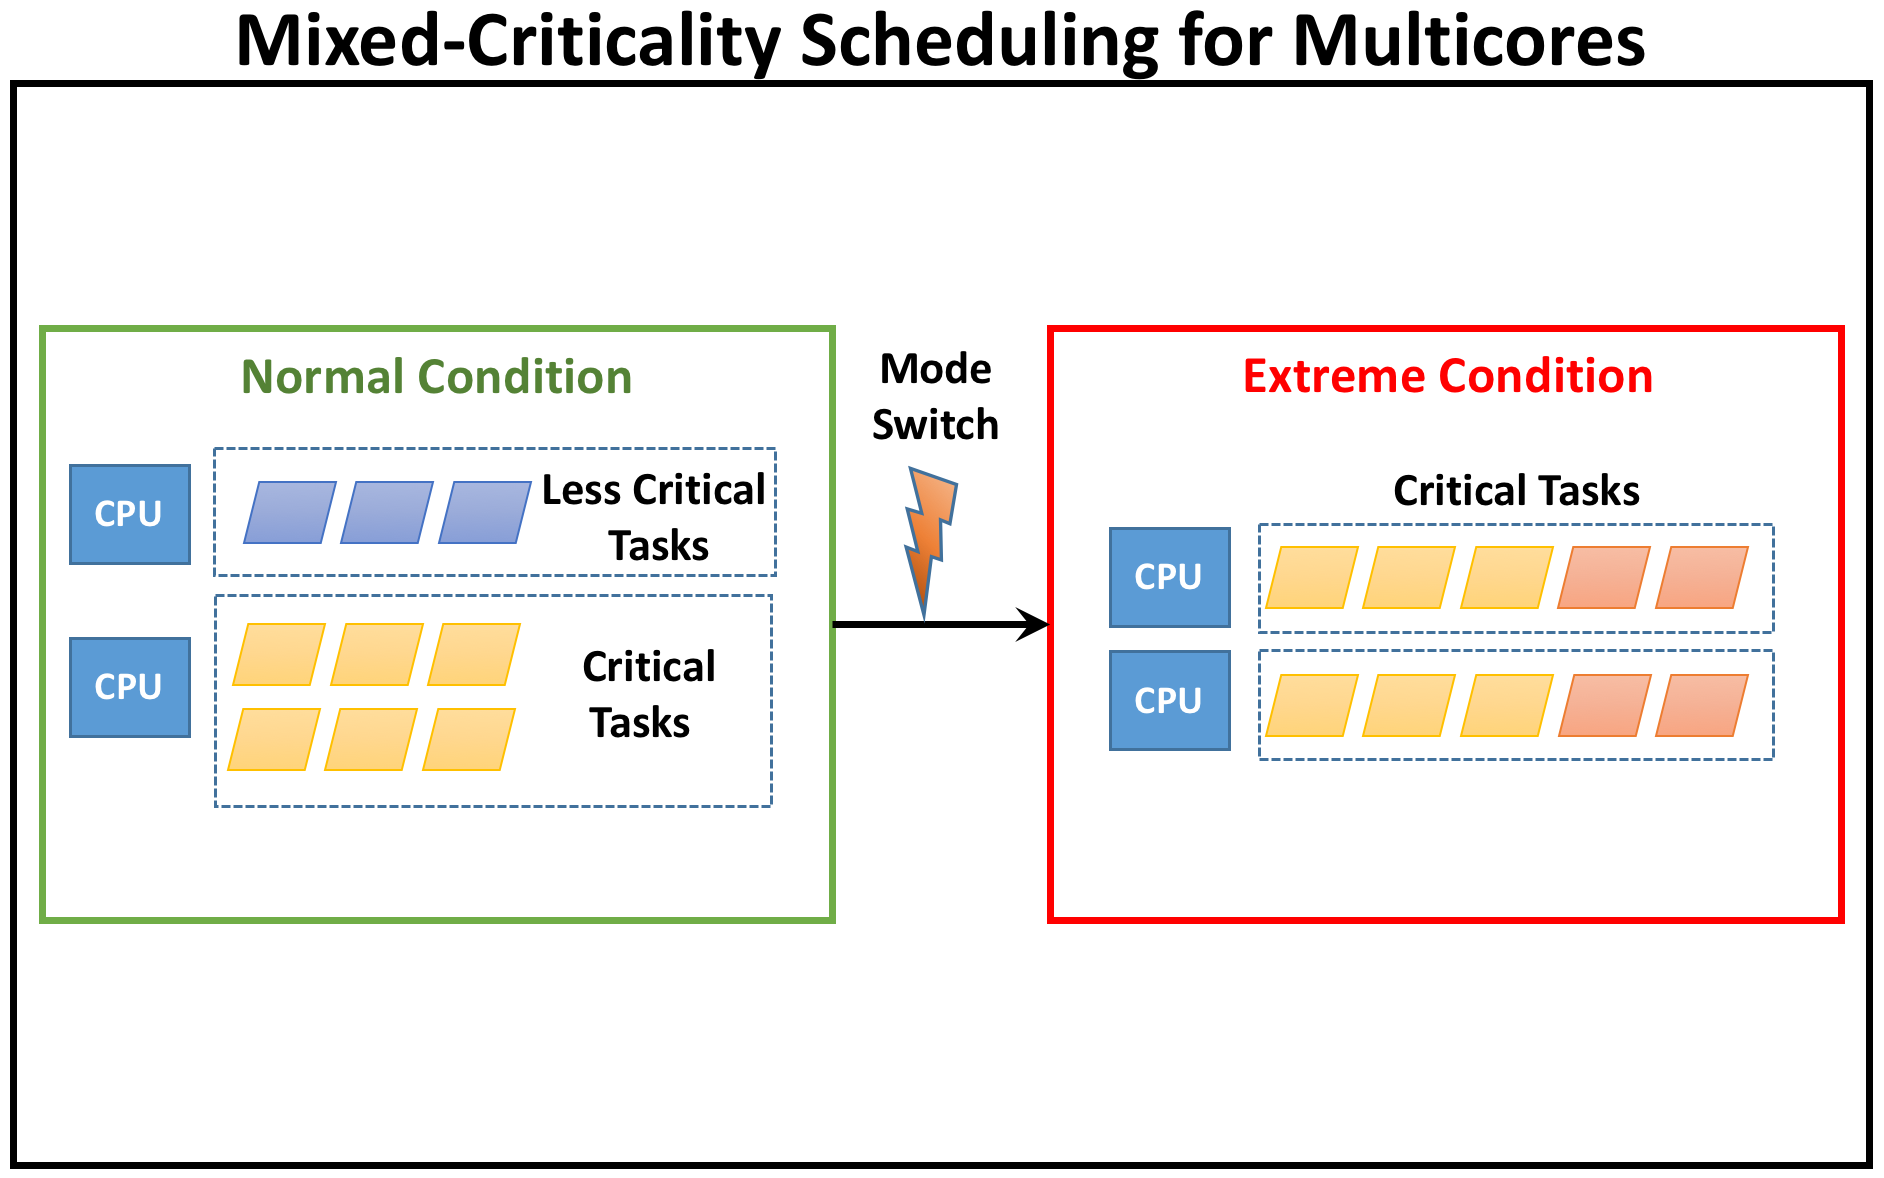 Mixed-Criticality Scheduling for Multicores
Normal Condition
CPU
Less Critical
Tasks
CPU
Critical
Tasks
Mode
Switch
Extreme Condition
Critical Tasks
CPU
CPU